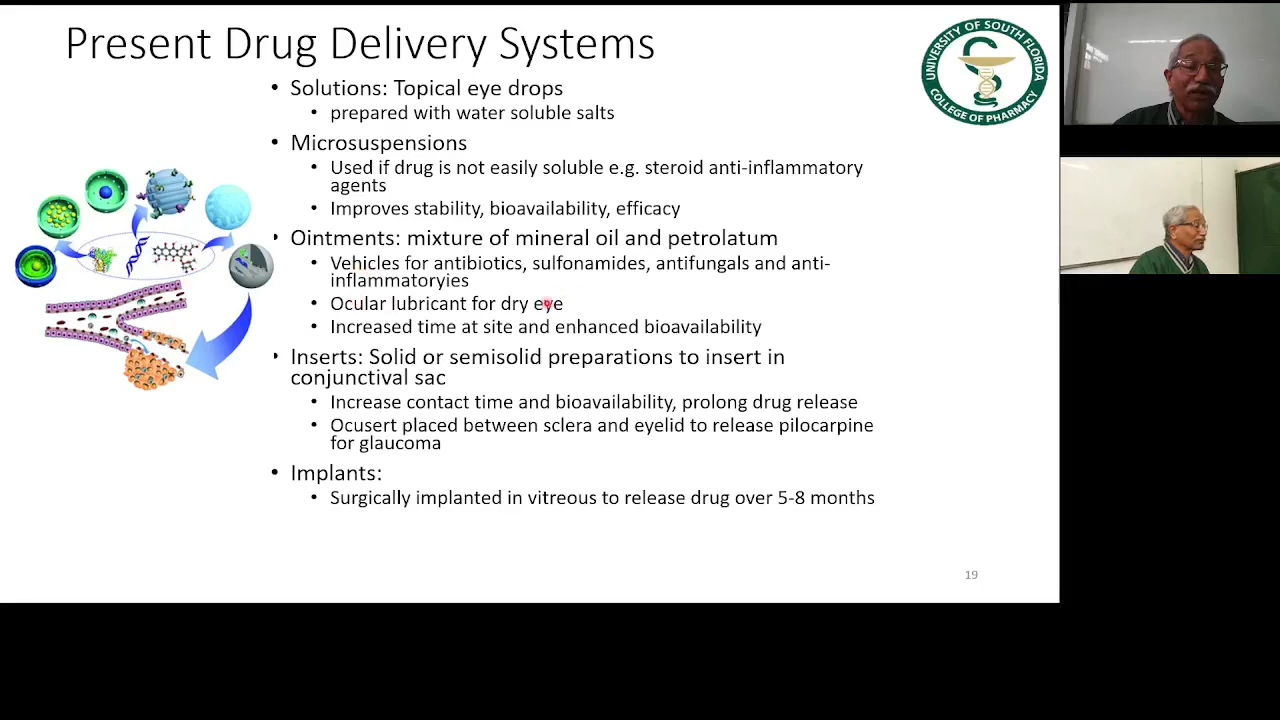 Present Drug Delivery Systems
UNIVERSITY OF SOUTH FLORIDA
COLLEGE OF PHARMACY
• Solutions: Topical eye drops
• prepared with water soluble salts
• Microsuspensions
• Used if drug is not easily soluble e.g. steroid anti-inflammatory
agents
• Improves stability, bioavailability, efficacy
• Ointments: mixture of mineral oil and petrolatum
• Vehicles for antibiotics, sulfonamides, antifungals and anti-
inflammatoryies
• Ocular lubricant for dry eye
• Increased time at site and enhanced bioavailability
• Inserts: Solid or semisolid preparations to insert in
conjunctival sac
• Increase contact time and bioavailability, prolong drug release
• Ocusert placed between sclera and eyelid to release pilocarpine
for glaucoma
• Implants:
• Surgically implanted in vitreous to release drug over 5-8 months
19